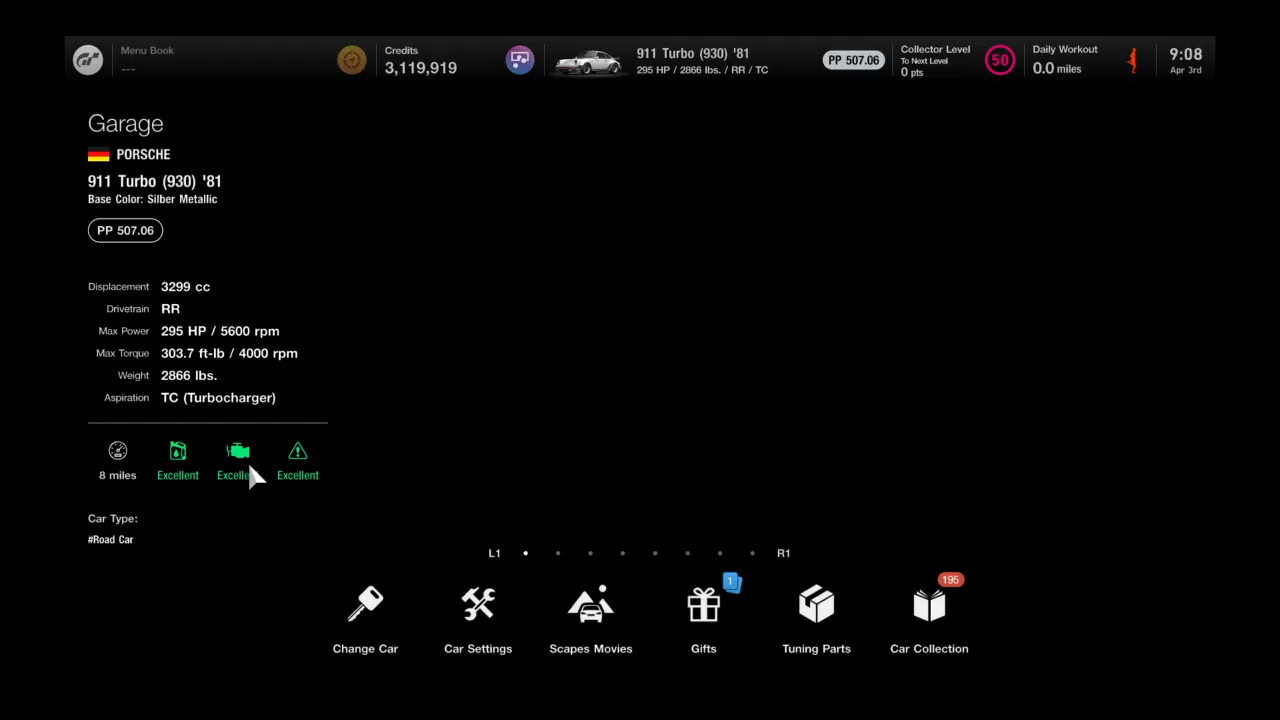 Menu Book
---
Credits
3,119,919
911 Turbo (930) '81
295 HP / 2866 lbs. / RR / TC
PP 507.06
Collector Level
To Next Level
0 pts
50
Daily Workout
0.0 miles
9:08
Apr 3rd
Garage
PORSCHE
911 Turbo (930) '81
Base Color: Silber Metallic
PP 507.06
Displacement 3299 cc
Drivetrain RR
Max Power 295 HP / 5600 rpm
Max Torque 303.7 ft-lb / 4000 rpm
Weight 2866 lbs.
Aspiration TC (Turbocharger)
8 miles Excellent Excelle Excellent
Car Type:
#Road Car
L1 R1
1
195
Change Car Car Settings Scapes Movies Gifts Tuning Parts Car Collection